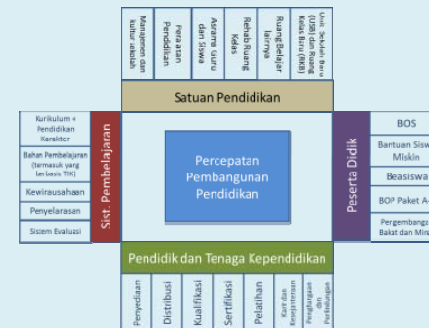 Manajemen dan
kultur sekolah
Peralatan
Pendidikan
Asrama Guru
dan Siswa
Rehab Ruang
Kelas
Ruang Belajar
lainnya
Unit Sekolah Baru
(USB) dan Ruang
Kelas Baru (RKB)
Satuan Pendidikan
Kurikulum +
Pendidikan
Karakter
Bahan Pembelajaran
(termasuk yang
berbasis TIK)
Kewirausahaan
Penyelarasan
Sistem Evaluasi
Sist. Pembelajaran
Percepatan
Pembangunan
Pendidikan
Peserta Didik
BOS
Bantuan Sisw
Miskin
Beasiswa
BOP Paket A-
Pengembanga
Bakat dan Mina
Pendidik dan Tenaga Kependidikan
Penyediaan
Distribusi
Kualifikasi
Sertifikasi
Pelatihan
Karir dan
Kesejahteraan
Penghargaan
dan
Perlindungan